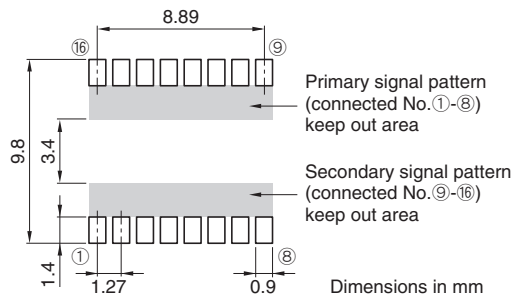 8.89
⑯
⑨
Primary signal pattern
(connected No.①-⑧)
keep out area
9.8
3.4
Secondary signal pattern
(connected No.⑨-⑯)
keep out area
①
⑧
1.4
1.27
0.9
Dimensions in mm